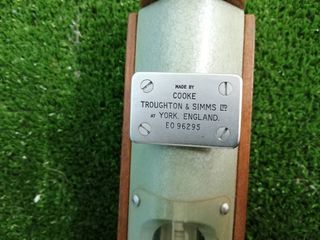 MADE BY
COOKE
TROUGHTON & SIMMS LTD
AT YORK, ENGLAND.
EO 96295